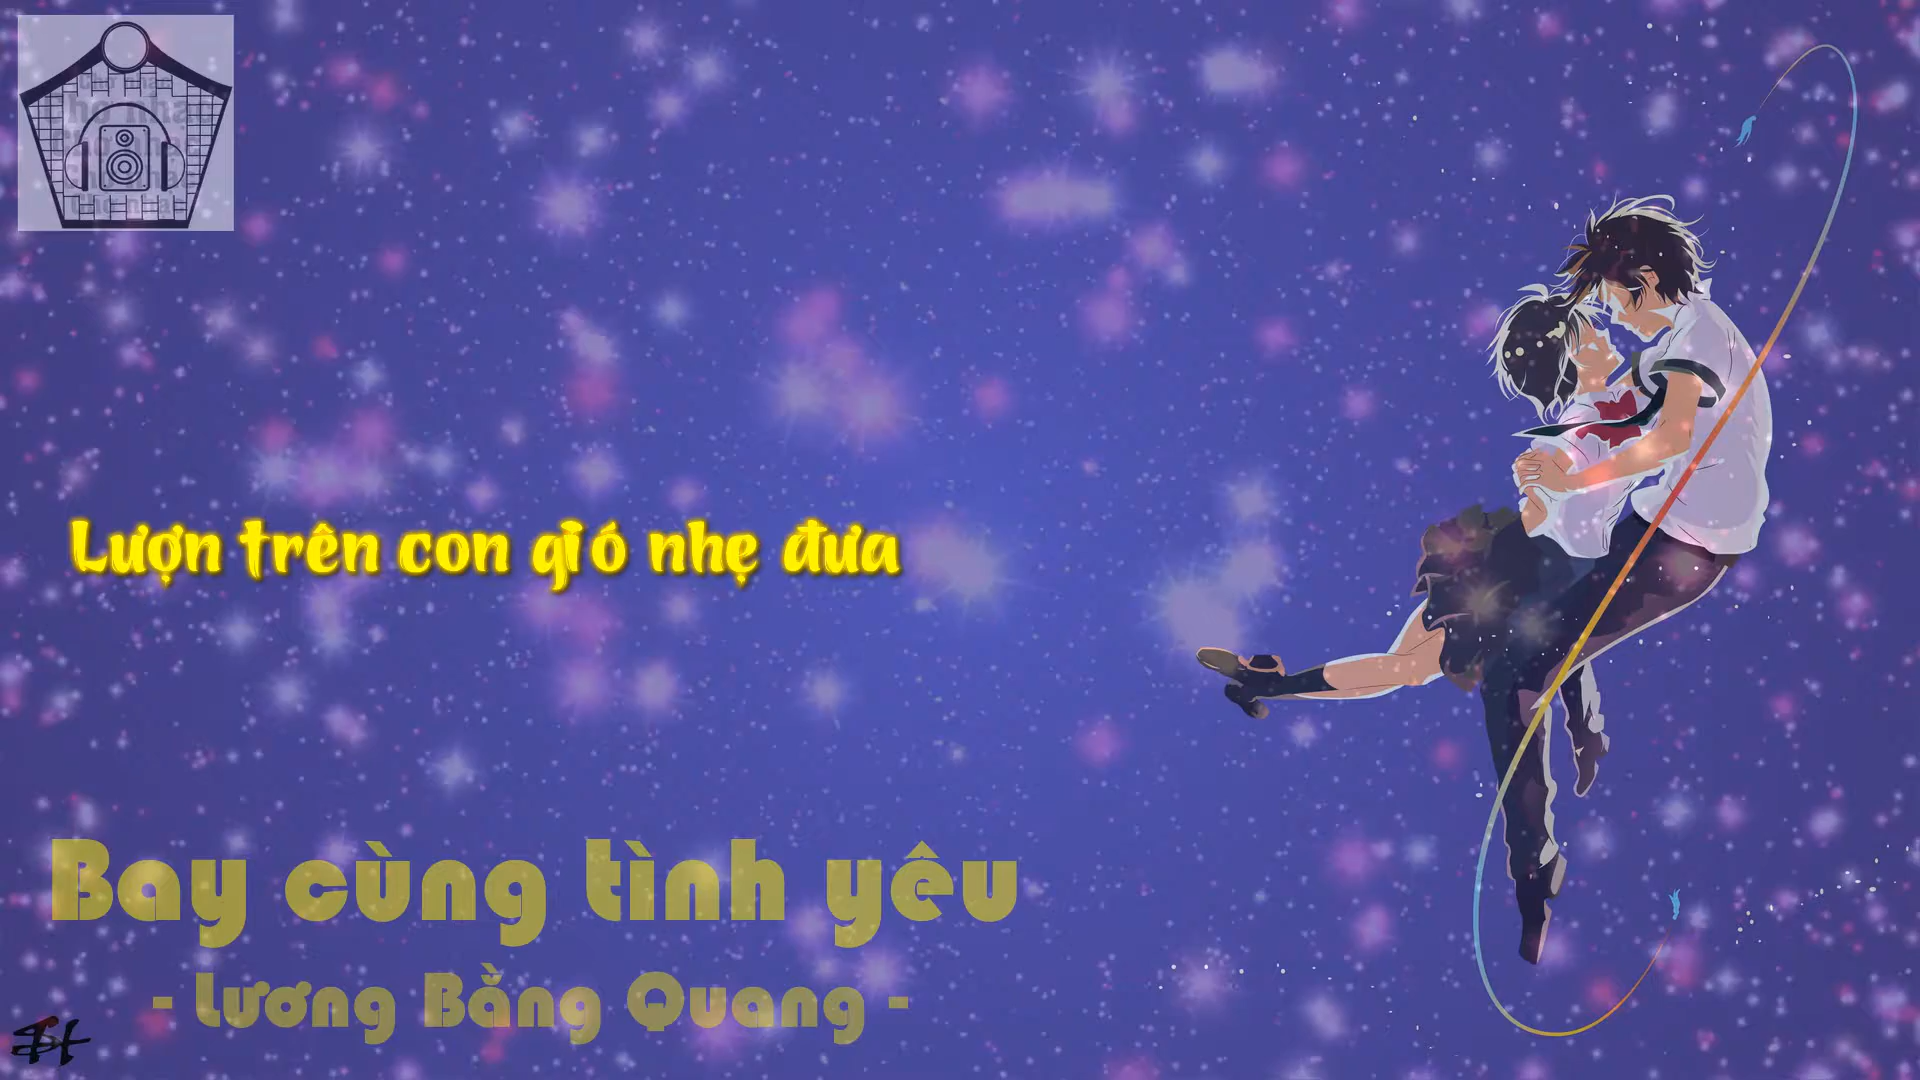 Lượn trên con gió nhẹ đưa
Bay cùng tình yêu
- Lương Bằng Quang -